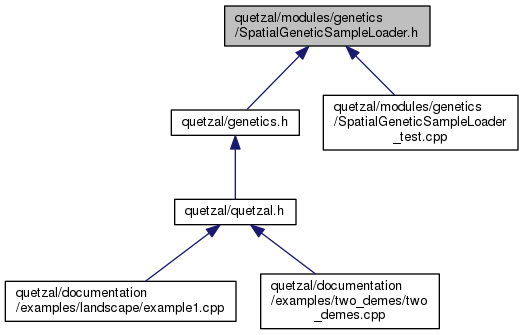 quetzal/modules/genetics
/SpatialGeneticSampleLoader.h
quetzal/genetics.h
quetzal/modules/genetics
/SpatialGeneticSampleLoader
_test.cpp
quetzal/quetzal.h
quetzal/documentation
/examples/landscape/example1.cpp
quetzal/documentation
/examples/two_demes/two
_demes.cpp